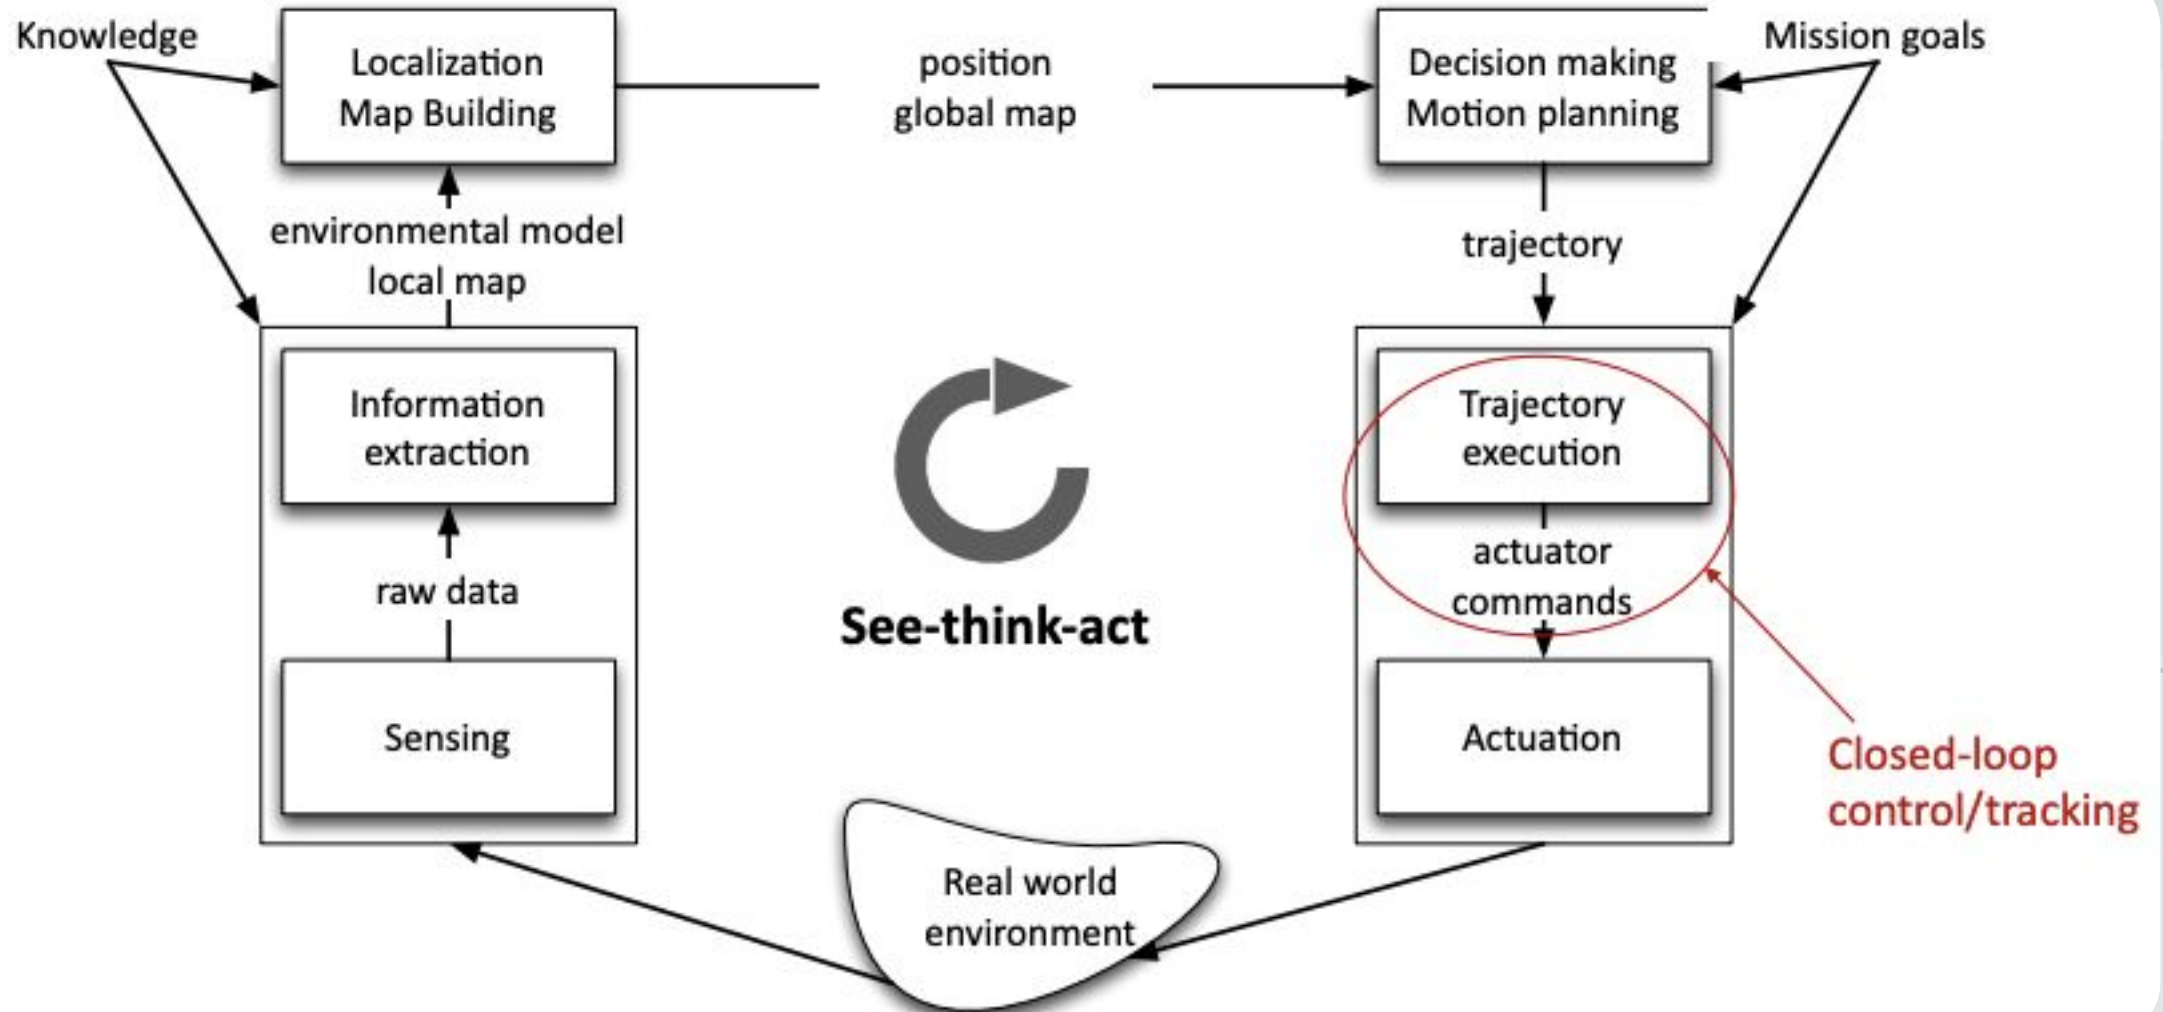 Knowledge
Localization
Map Building
position
global map
Decision making
Motion planning
Mission goals
environmental model
local map
trajectory
Information
extraction
Trajectory
execution
raw data
actuator
commands
See-think-act
Sensing
Actuation
Closed-loop
control/tracking
Real world
environment